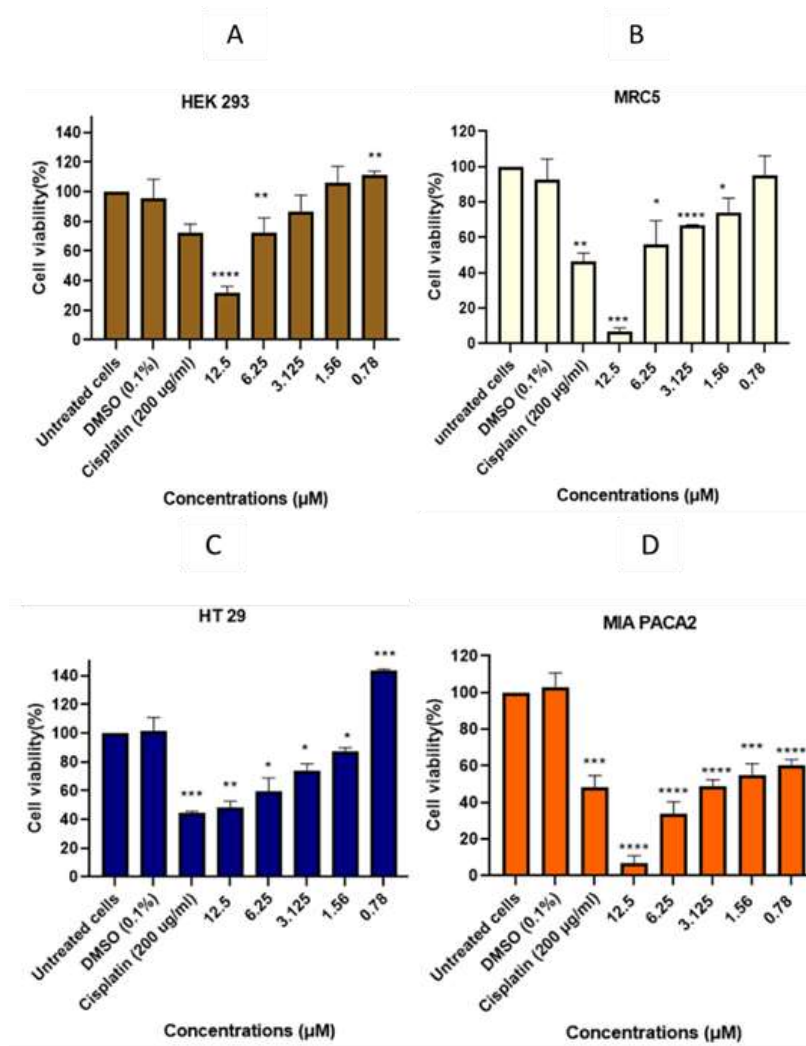 A
HEK 293
Cell viability(%)
140
120
100
80
60
40
20
0
****
**
**
Untreated cells
DMSO (0.1%)
Cisplatin (200 ug/ml)
12.5
6.25
3.125
1.56
0.78
Concentrations (µM)
B
MRC5
Cell viability (%)
120
100
80
60
40
20
0
**
***
*
****
*
untreated cells
DMSO (0.1%)
Cisplatin (200 µg/ml)
12.5
6.25
3.125
1.56
0.78
Concentrations (µM)
C
HT 29
Cell viability(%)
140
120
100
80
60
40
20
0
***
**
*
*
*
***
Untreated cells
DMSO (0.1%)
Cisplatin (200 ug/ml)
12.5
6.25
3.125
1.56
0.78
Concentrations (µM)
D
MIA PACA2
Cell viability(%)
120
100
80
60
40
20
0
***
****
****
****
***
****
Untreated cells
DMSO (0.1%)
Cisplatin (200 ug/ml)
12.5
6.25
3.125
1.56
0.78
Concentrations (µM)